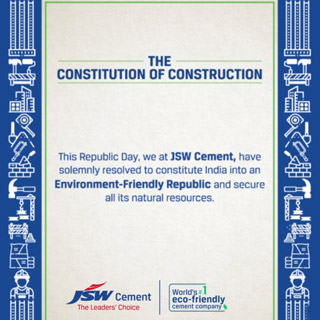 THE
CONSTITUTION OF CONSTRUCTION
This Republic Day, we at JSW Cement, have
solemnly resolved to constitute India into an
Environment-Friendly Republic and secure
all its natural resources.
JSW Cement
The Leaders' Choice
World's #1
eco-friendly
cement company